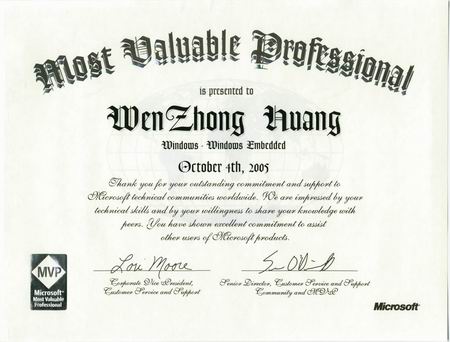 Most Valuable Professional
is presented to
WenZhong Huang
Windows - Windows Embedded
October 4th, 2005
Thank you for your outstanding commitment and support to
Microsoft technical communities worldwide. We are impressed by your
technical skills and by your willingness to share your knowledge with
peers. You have shown excellent commitment to assist
other users of Microsoft products.
Lori Moore
Corporate Vice President,
Customer Service and Support
Senior Director, Customer Service and Support
Community and MVP
MVP
Microsoft
Most Valuable
Professional
Microsoft